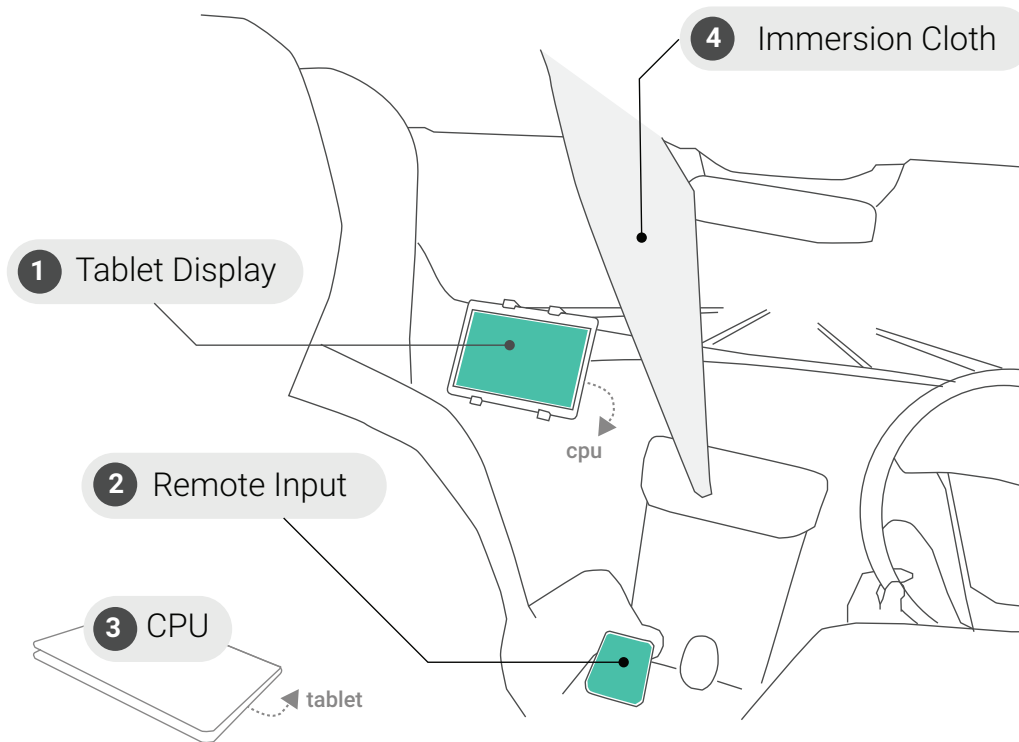 4 Immersion Cloth
1 Tablet Display
cpu
2 Remote Input
3 CPU
tablet